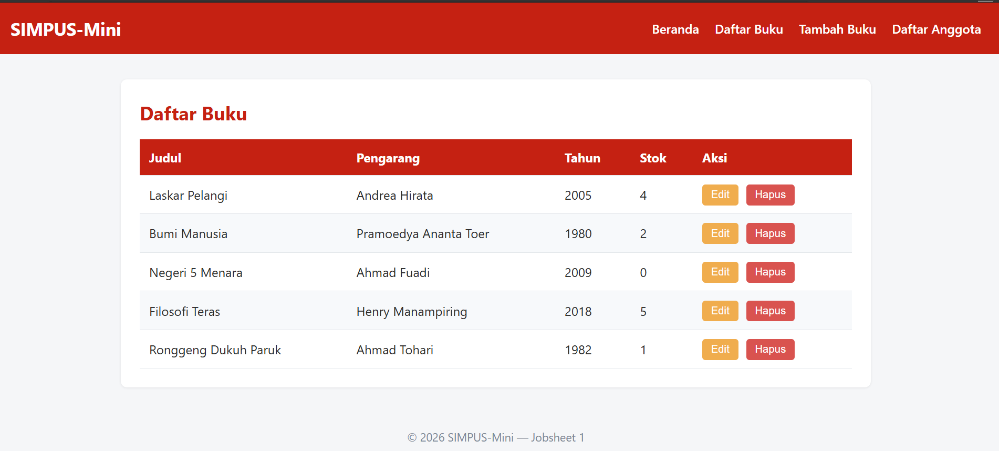 SIMPUS-Mini Beranda Daftar Buku Tambah Buku Daftar Anggota
Daftar Buku
Judul Pengarang Tahun Stok Aksi
Laskar Pelangi Andrea Hirata 2005 4 Edit Hapus
Bumi Manusia Pramoedya Ananta Toer 1980 2 Edit Hapus
Negeri 5 Menara Ahmad Fuadi 2009 0 Edit Hapus
Filosofi Teras Henry Manampiring 2018 5 Edit Hapus
Ronggeng Dukuh Paruk Ahmad Tohari 1982 1 Edit Hapus
© 2026 SIMPUS-Mini — Jobsheet 1